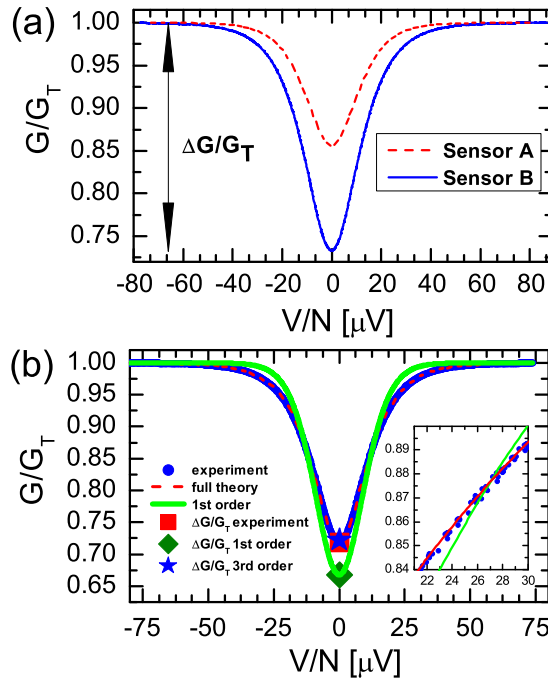 (a)
1.00
0.95
0.90
0.85
0.80
0.75
G/G_T
ΔG/G_T
Sensor A
Sensor B
-80 -60 -40 -20 0 20 40 60 80
V/N [μV]
(b)
1.00
0.95
0.90
0.85
0.80
0.75
0.70
0.65
G/G_T
experiment
full theory
1st order
ΔG/G_T experiment
ΔG/G_T 1st order
ΔG/G_T 3rd order
0.89
0.88
0.87
0.86
0.85
0.84
22 24 26 28 30
-75 -50 -25 0 25 50 75
V/N [μV]